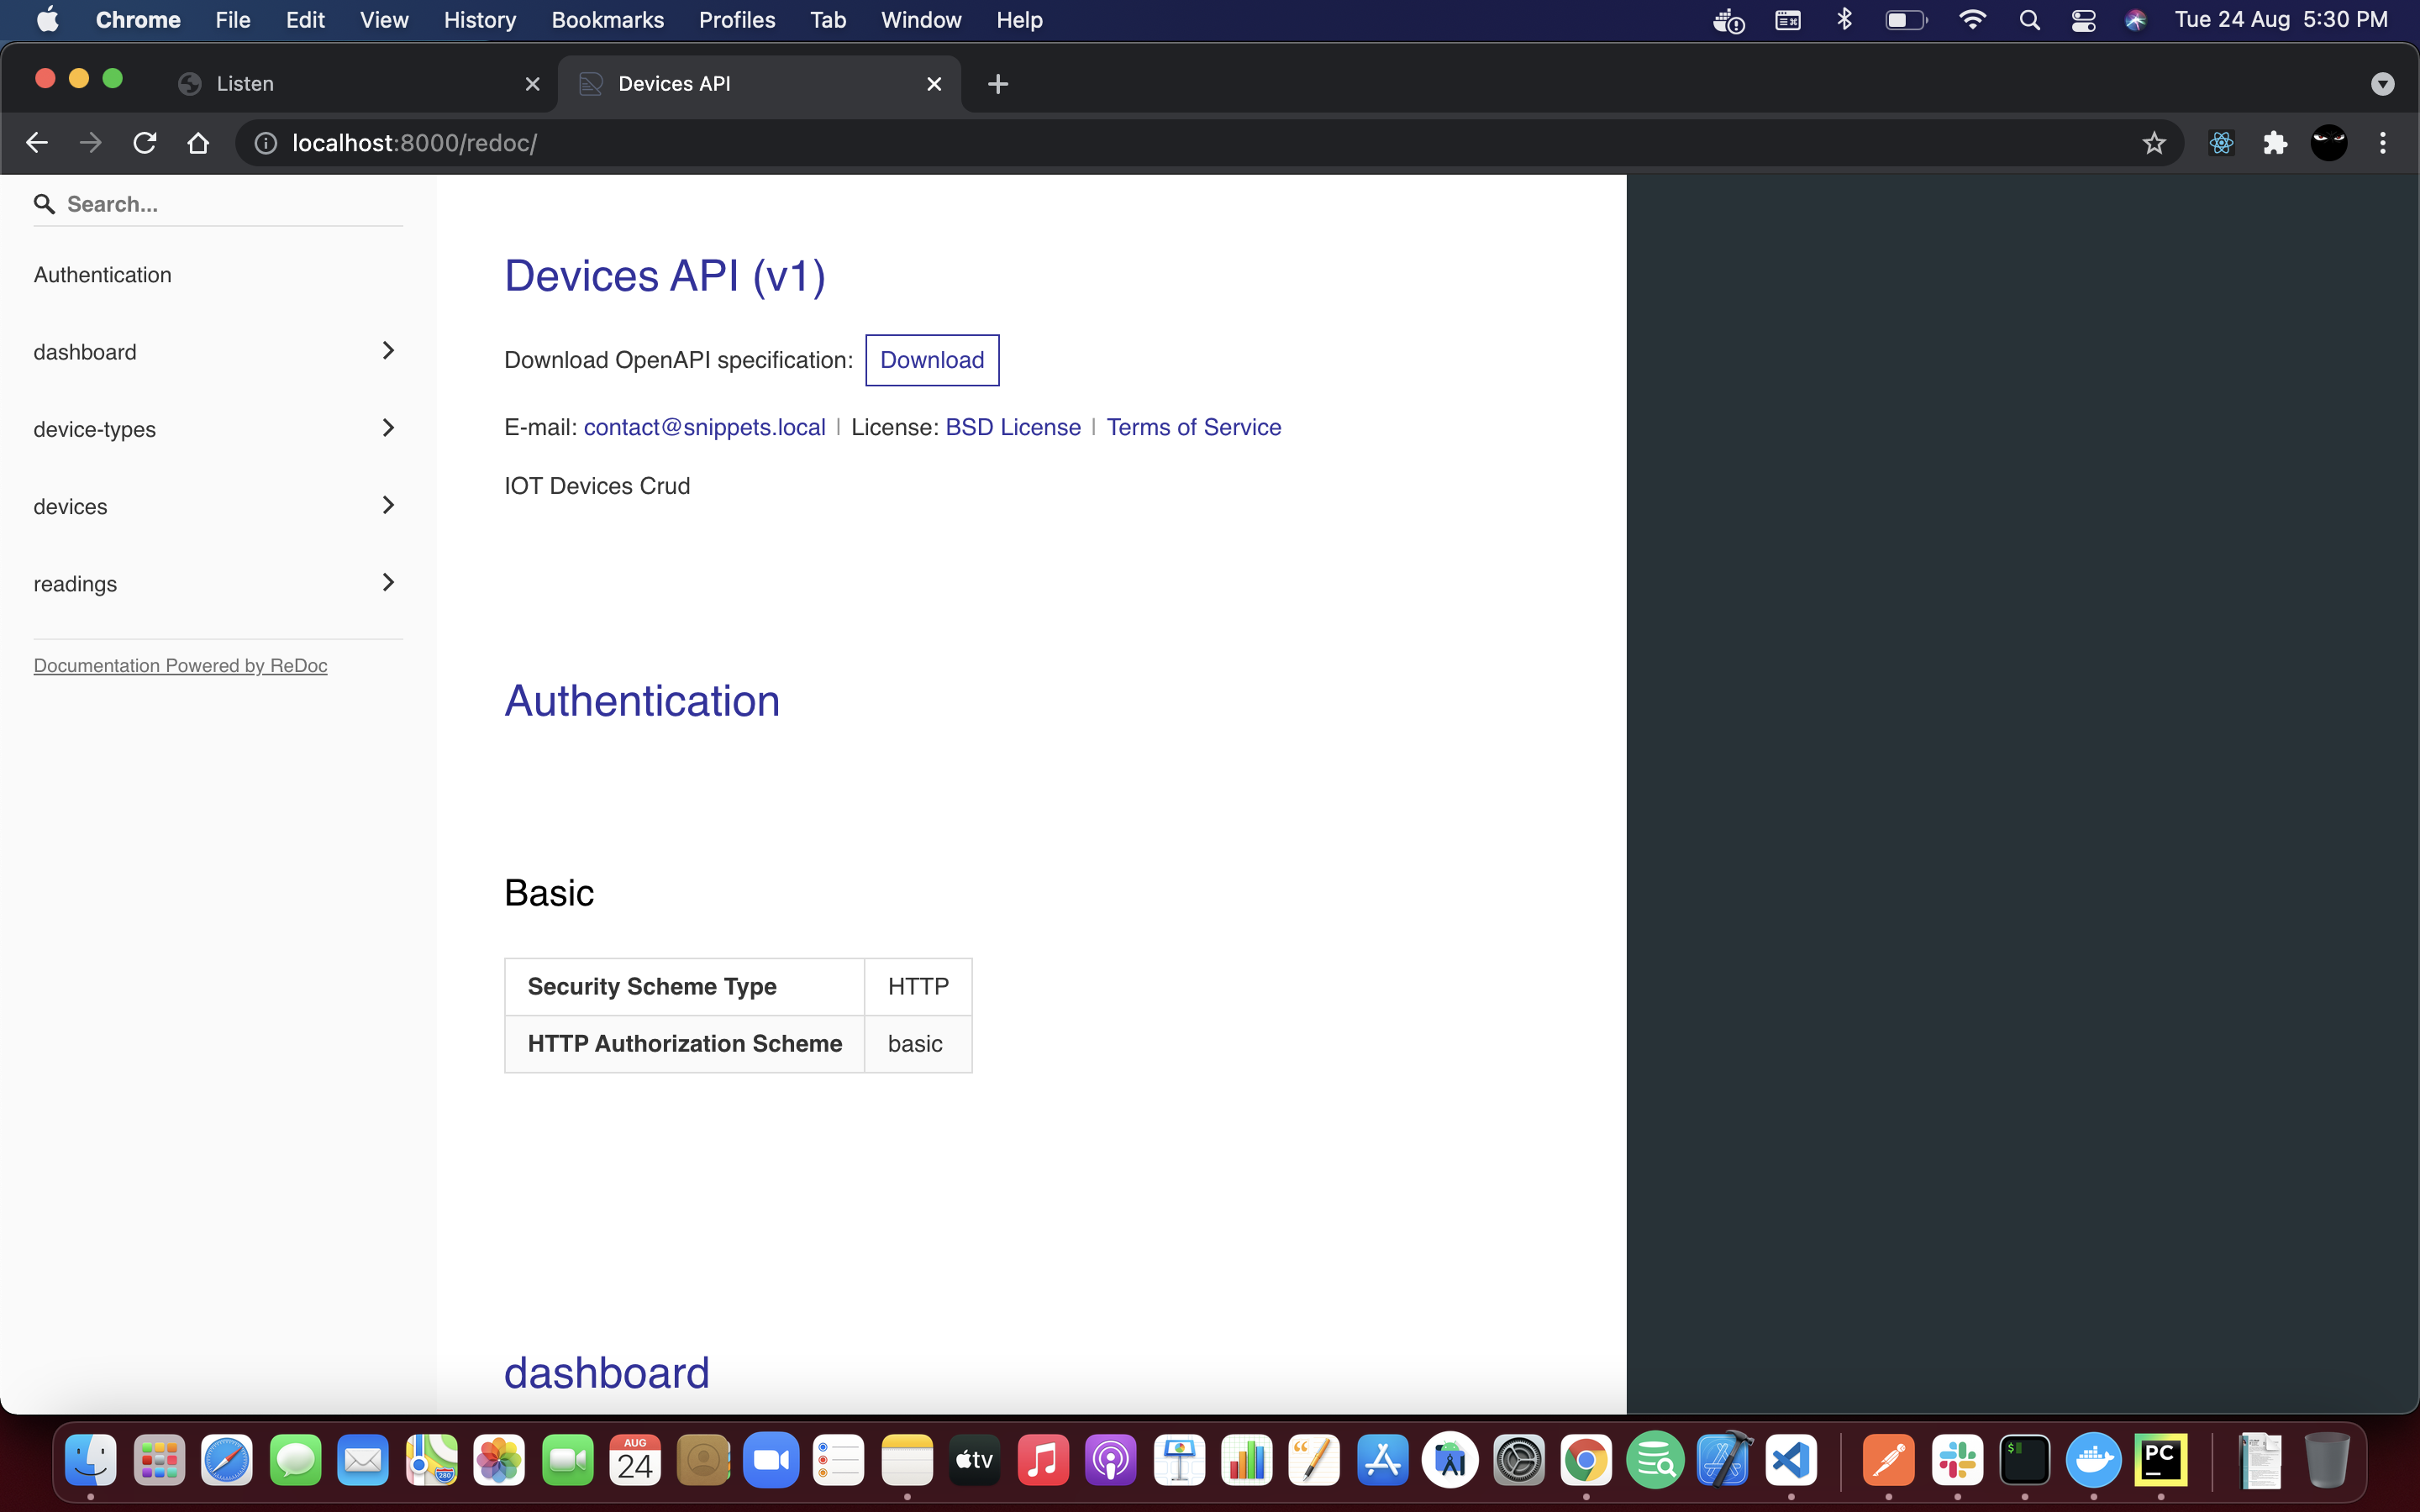 Chrome File Edit View History Bookmarks Profiles Tab Window Help Tue 24 Aug 5:30 PM
Listen Devices API
localhost:8000/redoc/
Search...
Authentication
dashboard
device-types
devices
readings
Documentation Powered by ReDoc
Devices API (v1)
Download OpenAPI specification: Download
E-mail: contact@snippets.local | License: BSD License | Terms of Service
IOT Devices Crud
Authentication
Basic
Security Scheme Type HTTP
HTTP Authorization Scheme basic
dashboard
AUG
24
tv
280
$
PC